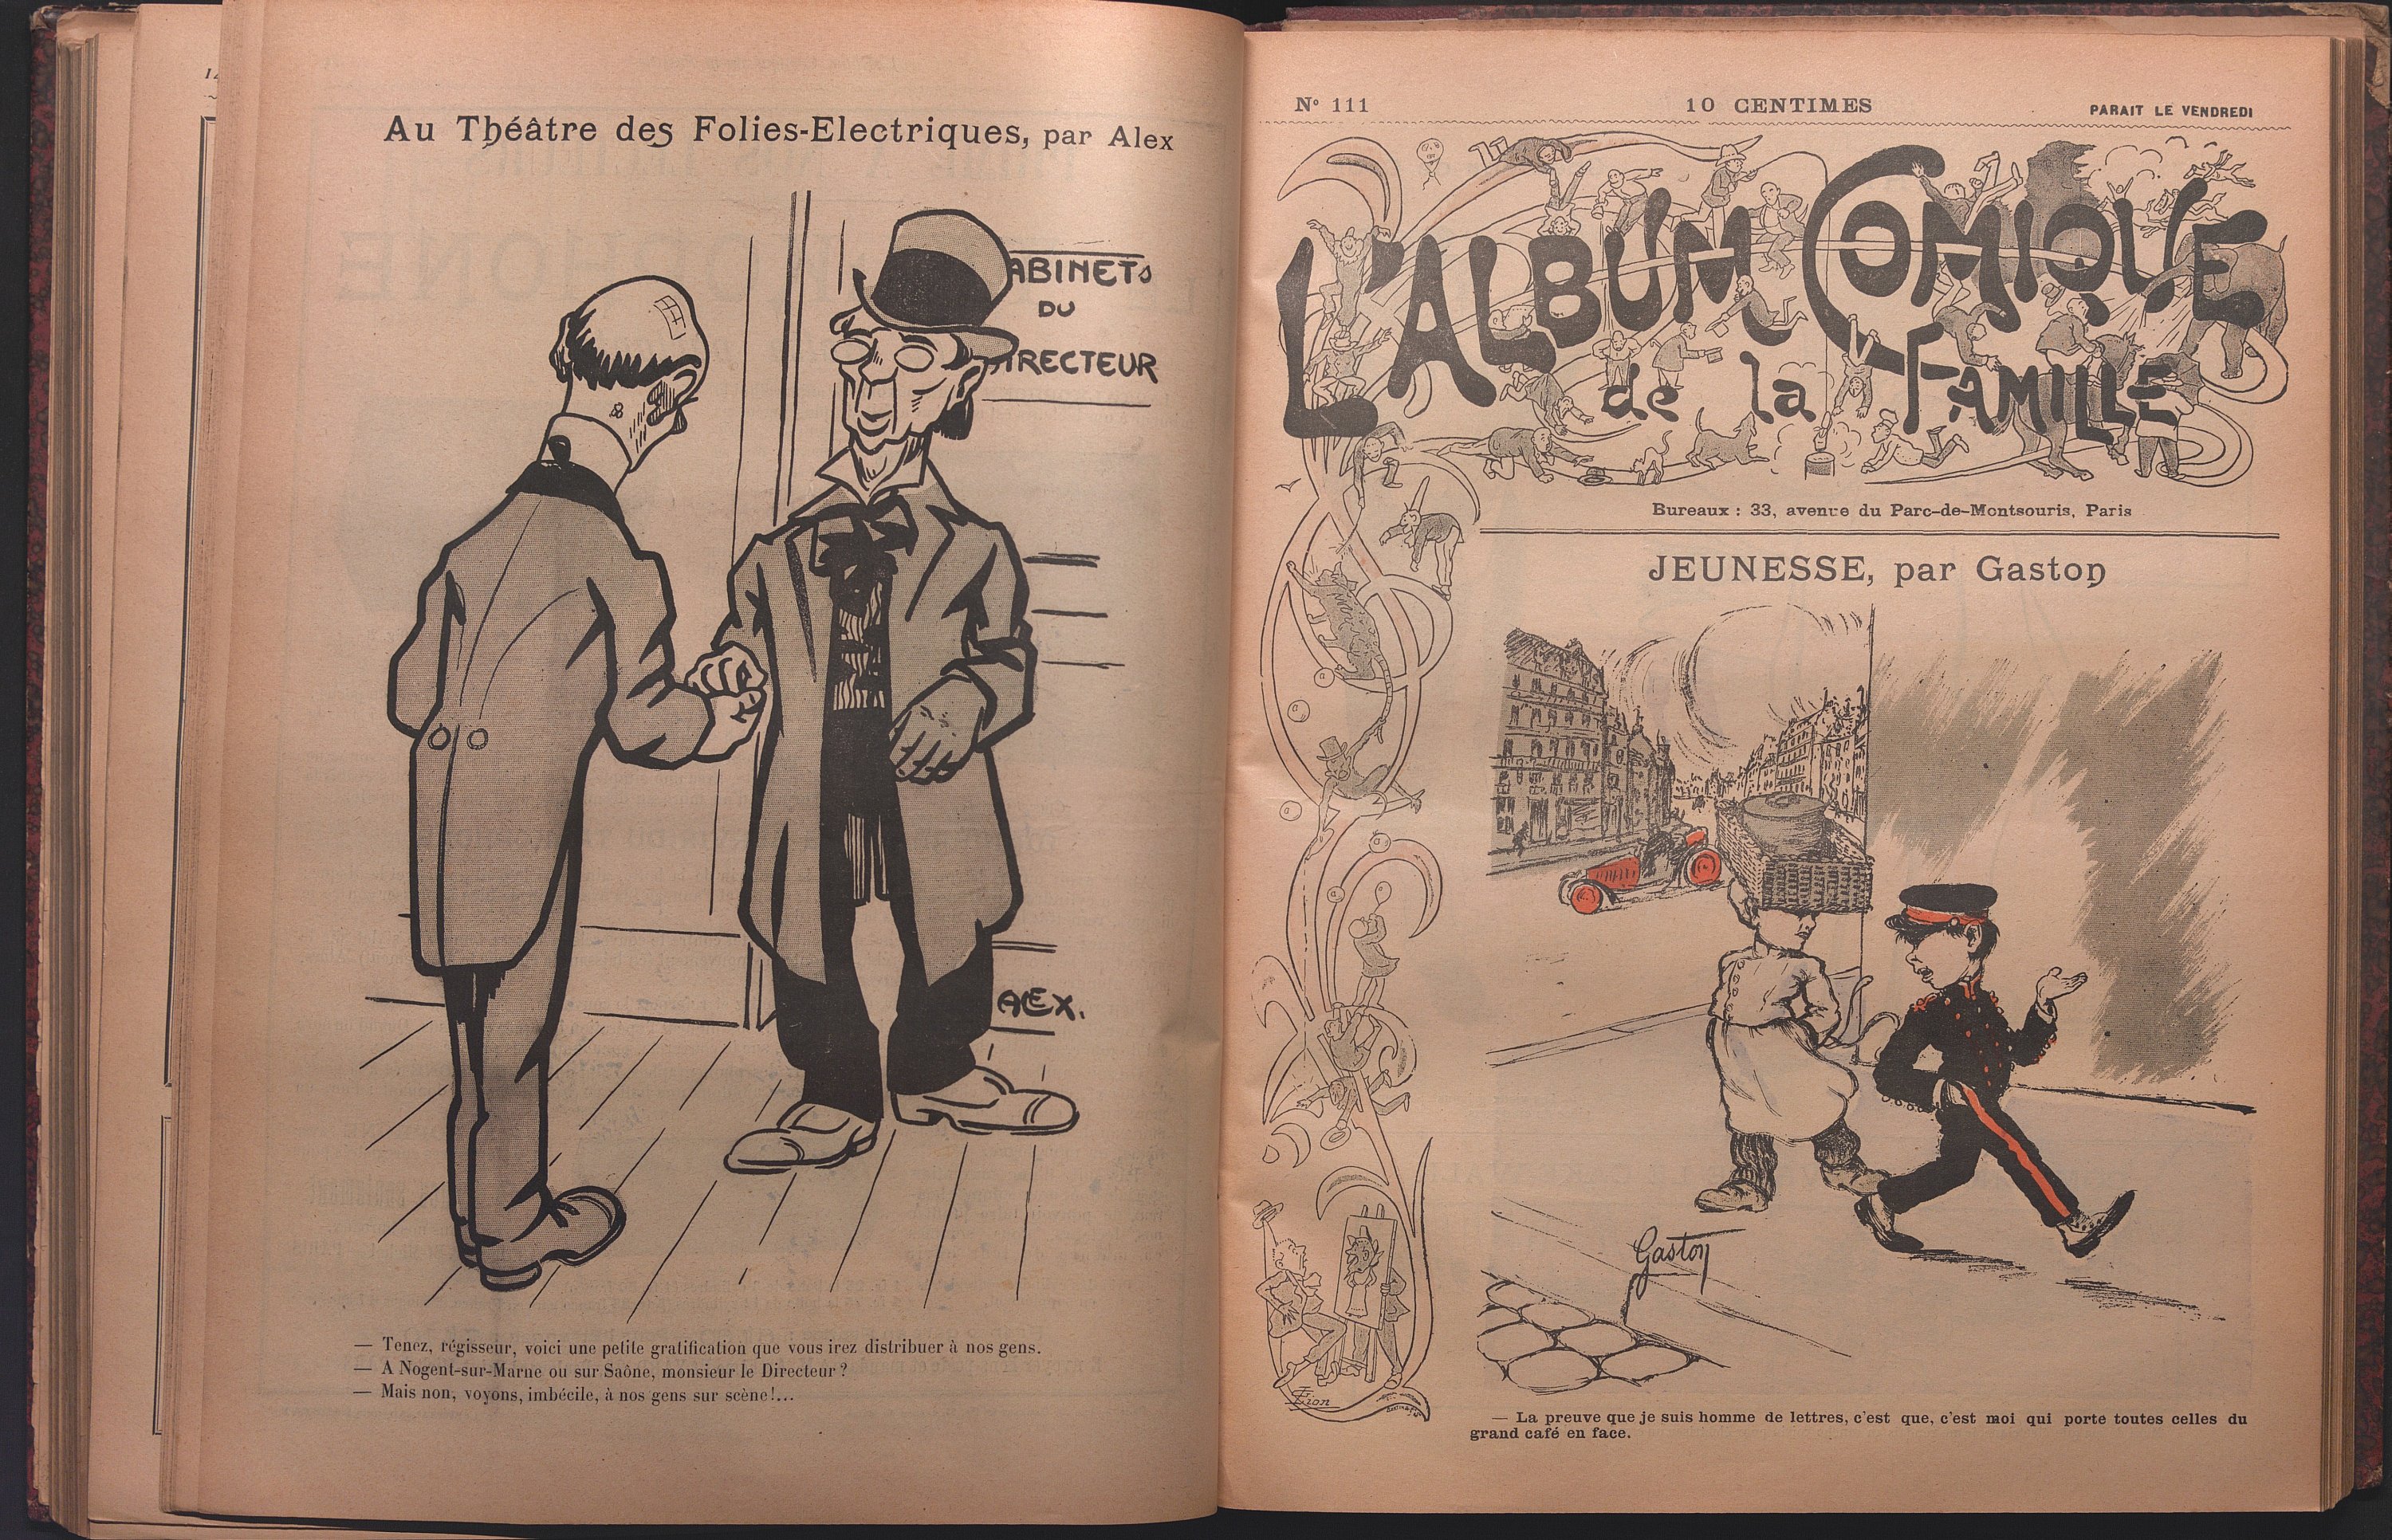 Au Théâtre des Folies-Electriques, par Alex
ABINETS
DU
IRECTEUR
ALEX.
— Tenez, régisseur, voici une petite gratification que vous irez distribuer à nos gens.
— A Nogent-sur-Marne ou sur Saône, monsieur le Directeur ?
— Mais non, voyons, imbécile, à nos gens sur scène!...
N° 111
10 CENTIMES
PARAIT LE VENDREDI
L'ALBUM COMIQUE
de la FAMILLE
Bureaux : 33, avenue du Parc-de-Montsouris, Paris
JEUNESSE, par Gaston
Gaston
— La preuve que je suis homme de lettres, c'est que, c'est moi qui porte toutes celles du
grand café en face.